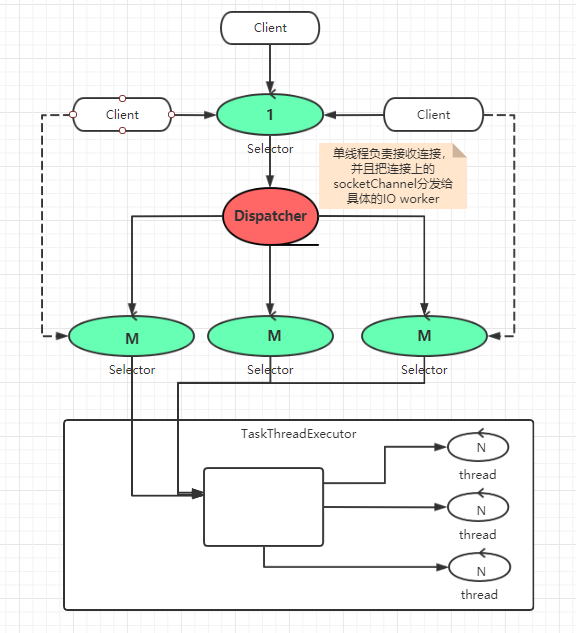 Client
Client
1
Client
Selector
单线程负责接收连接，
并且把连接上的
socketChannel分发给
具体的IO worker
Dispatcher
M
M
M
Selector
Selector
Selector
TaskThreadExecutor
N
thread
N
thread
N
thread